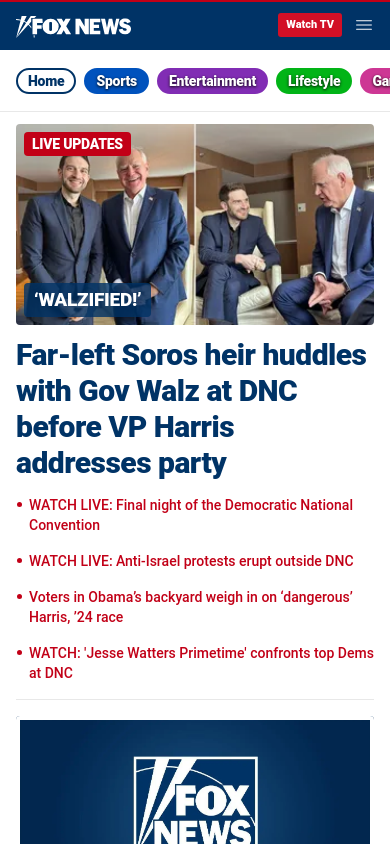 FOX NEWS
Watch TV
Home
Sports
Entertainment
Lifestyle
LIVE UPDATES
‘WALZIFIED!’
Far-left Soros heir huddles
with Gov Walz at DNC
before VP Harris
addresses party
• WATCH LIVE: Final night of the Democratic National
Convention
• WATCH LIVE: Anti-Israel protests erupt outside DNC
• Voters in Obama’s backyard weigh in on ‘dangerous’
Harris, ’24 race
• WATCH: 'Jesse Watters Primetime' confronts top Dems
at DNC
FOX
NEWS